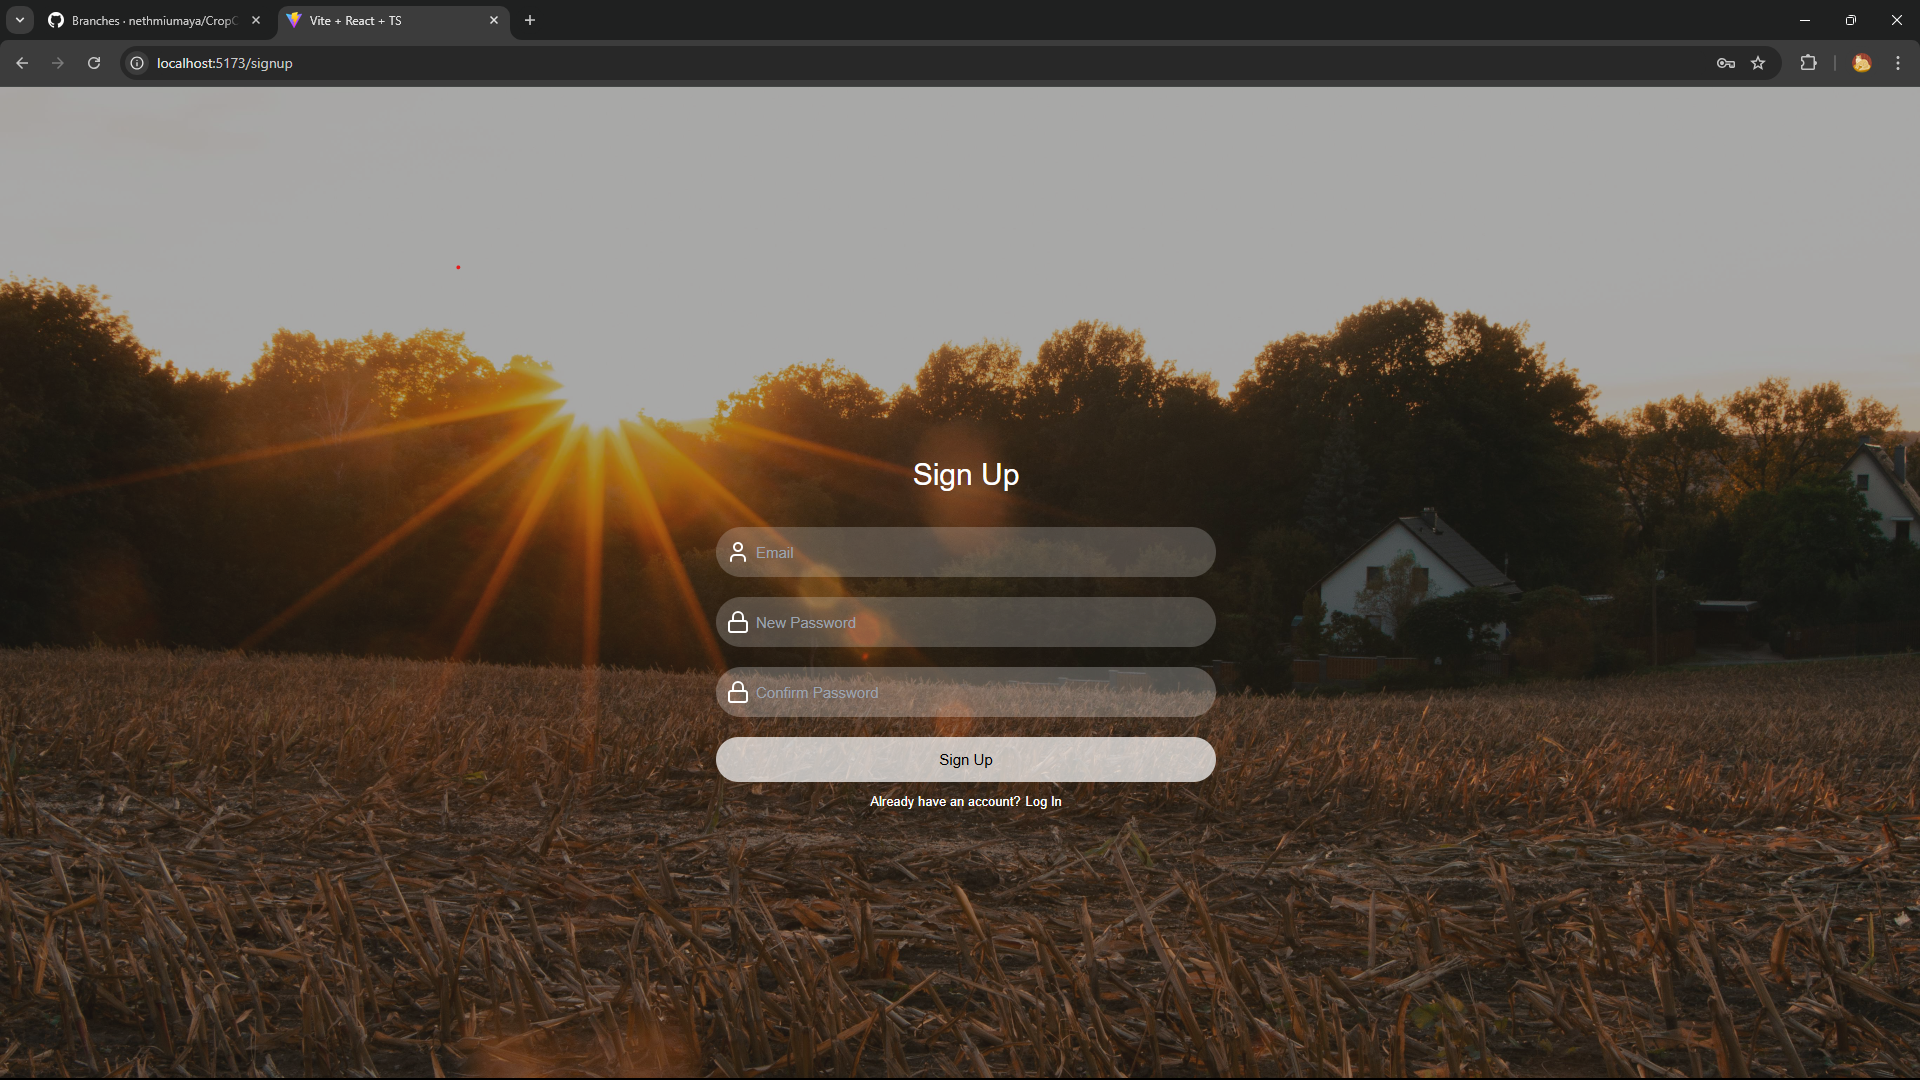 Branches · nethmiumaya/Crop
Vite + React + TS
localhost:5173/signup
Sign Up
Email
New Password
Confirm Password
Sign Up
Already have an account? Log In